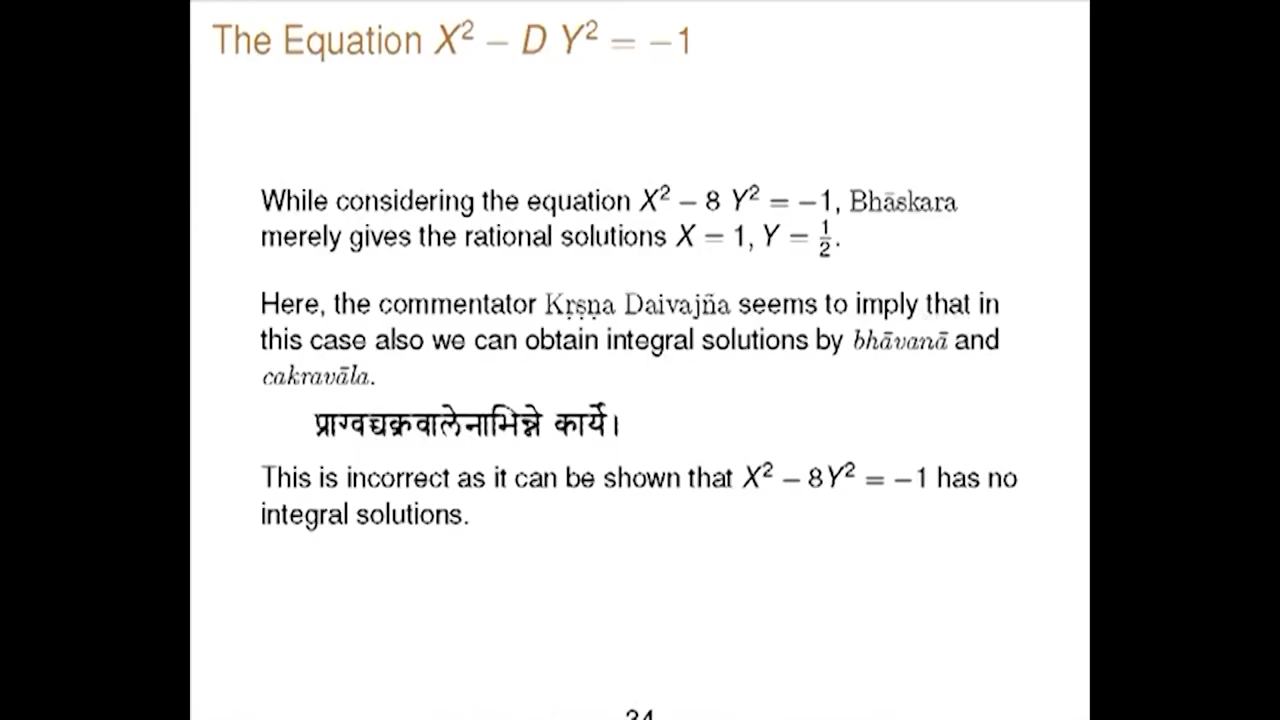 The Equation X² − D Y² = −1
While considering the equation X² − 8 Y² = −1, Bhāskara
merely gives the rational solutions X = 1, Y = 1/2.
Here, the commentator Kṛṣṇa Daivajña seems to imply that in
this case also we can obtain integral solutions by bhāvanā and
cakravāla.
प्राग्वच्चक्रवालेनाभिन्ने कार्ये।
This is incorrect as it can be shown that X² − 8Y² = −1 has no
integral solutions.
34